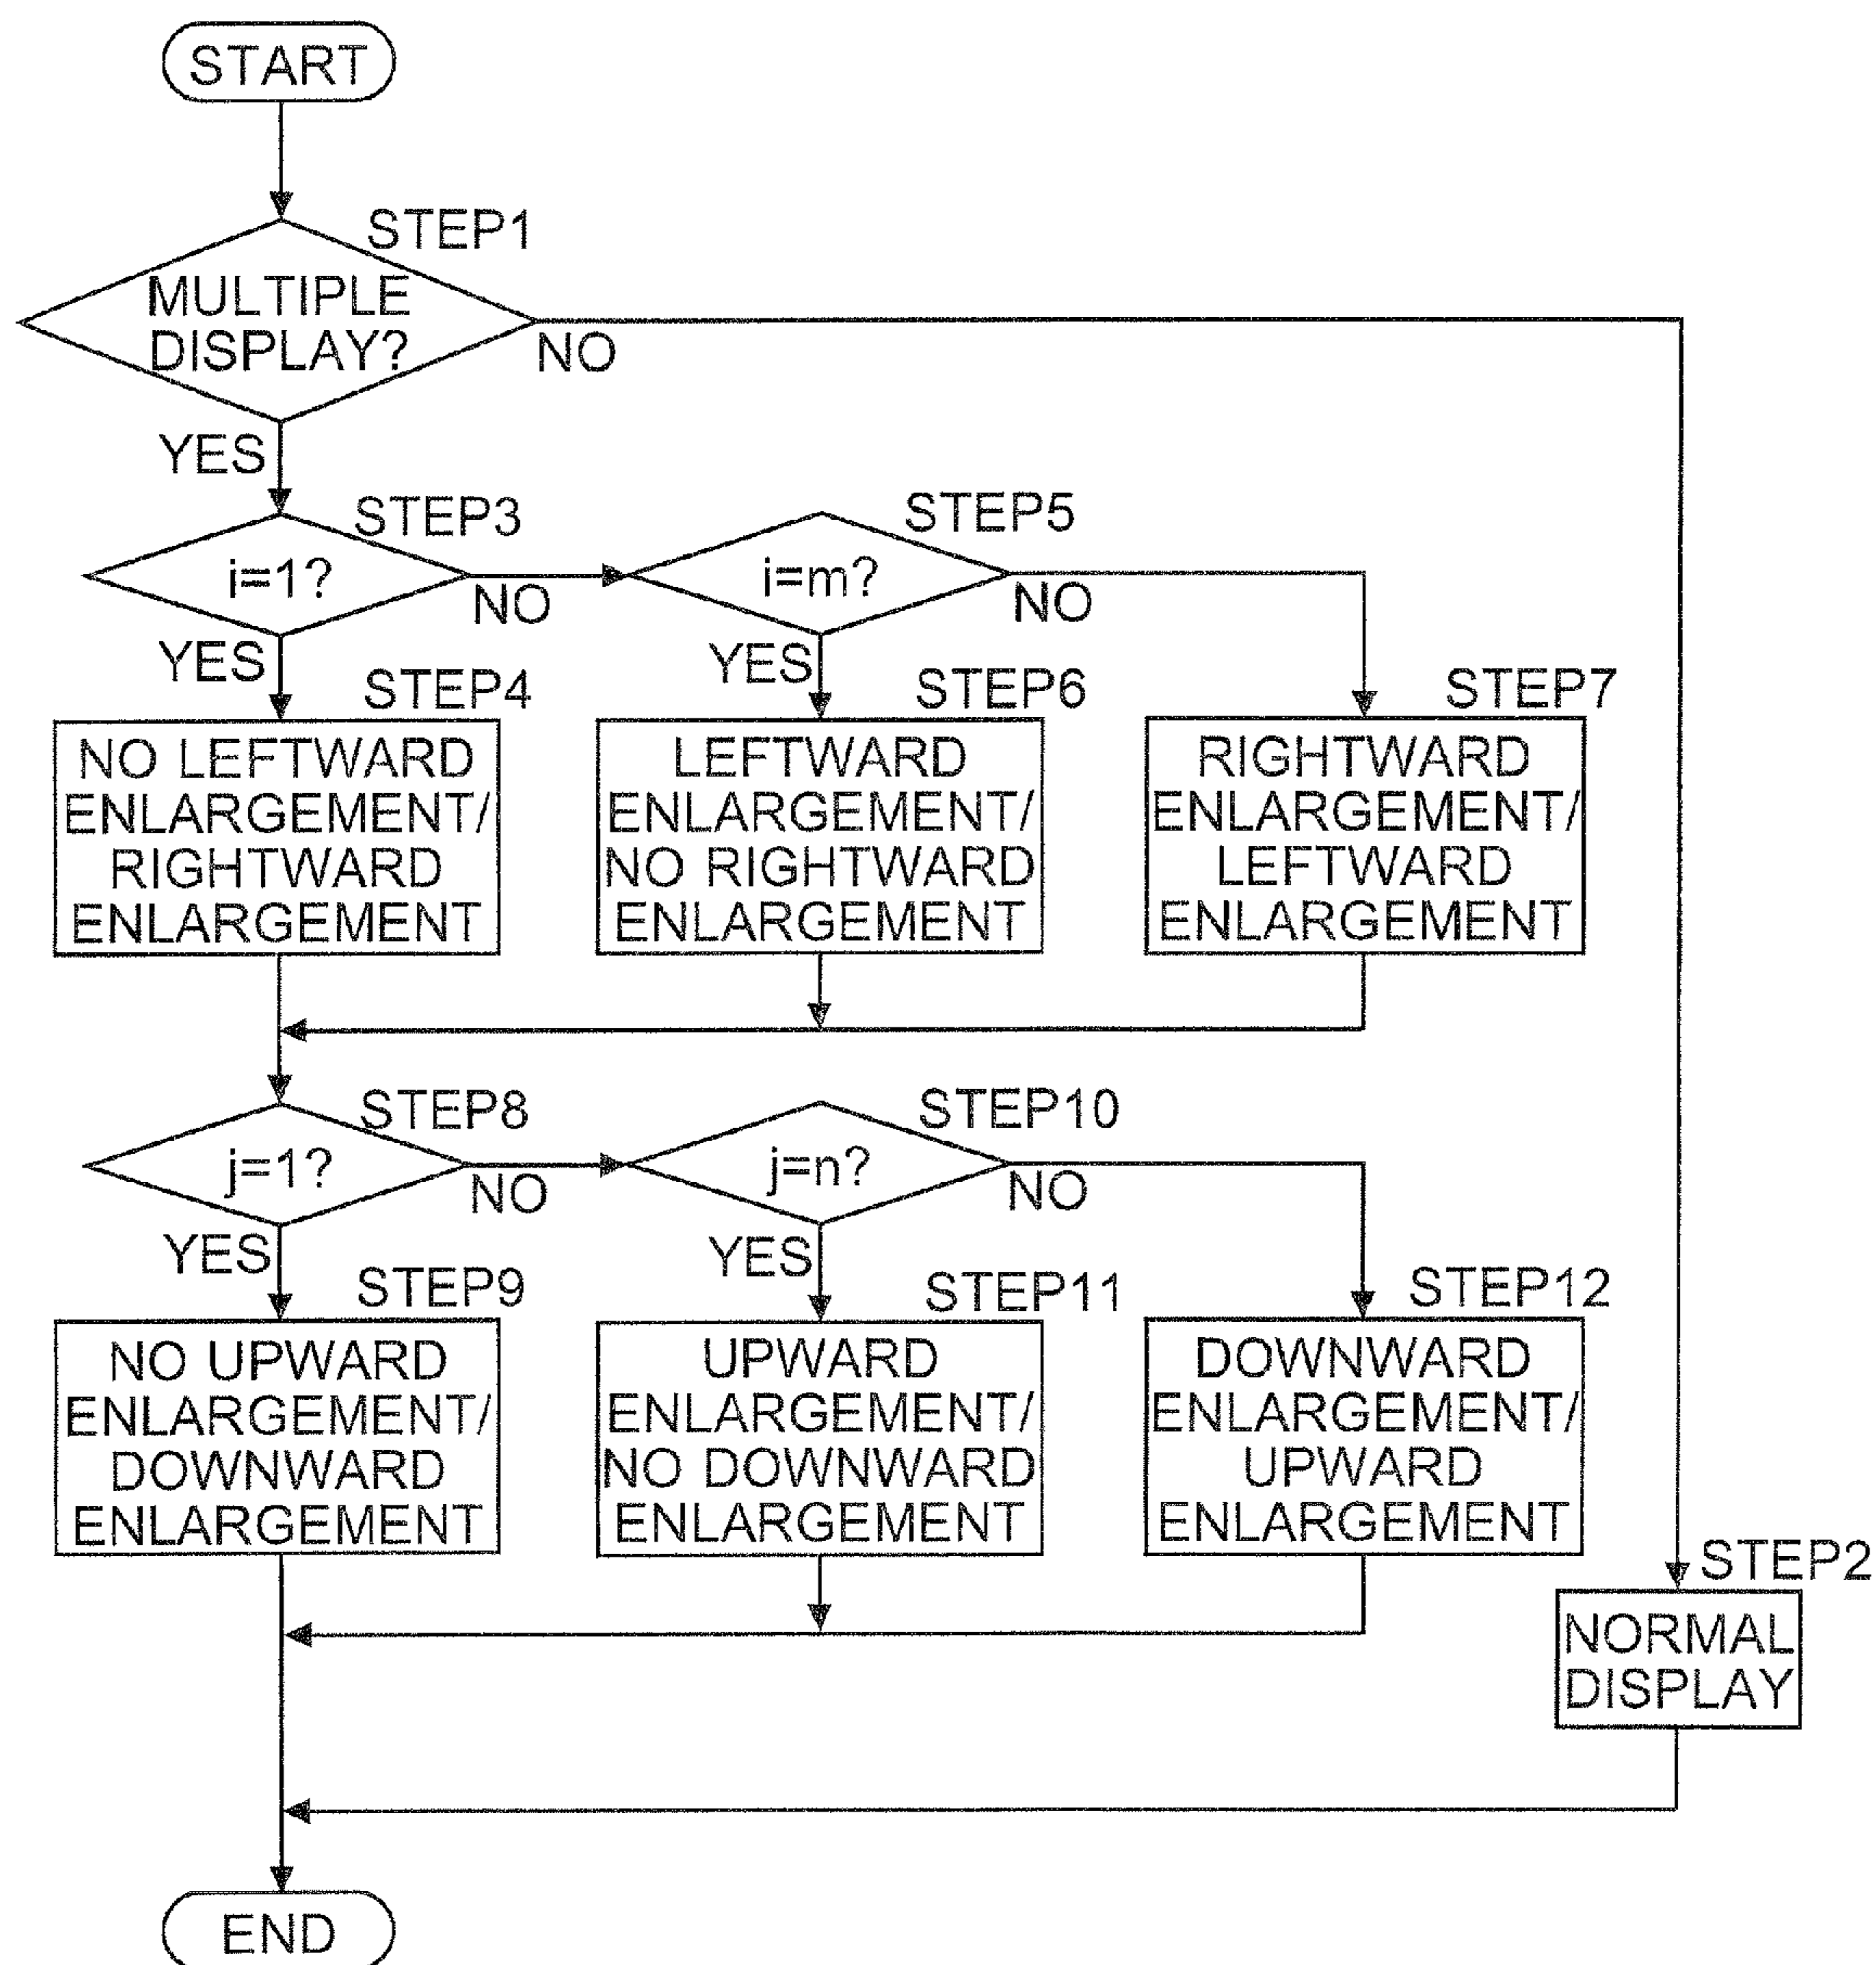 START
STEP1
MULTIPLE
DISPLAY?
NO
YES
STEP3
i=1?
NO
YES
STEP5
i=m?
NO
YES
STEP4
NO LEFTWARD
ENLARGEMENT/
RIGHTWARD
ENLARGEMENT
STEP6
LEFTWARD
ENLARGEMENT/
NO RIGHTWARD
ENLARGEMENT
STEP7
RIGHTWARD
ENLARGEMENT/
LEFTWARD
ENLARGEMENT
STEP8
j=1?
NO
YES
STEP10
j=n?
NO
YES
STEP9
NO UPWARD
ENLARGEMENT/
DOWNWARD
ENLARGEMENT
STEP11
UPWARD
ENLARGEMENT/
NO DOWNWARD
ENLARGEMENT
STEP12
DOWNWARD
ENLARGEMENT/
UPWARD
ENLARGEMENT
STEP2
NORMAL
DISPLAY
END